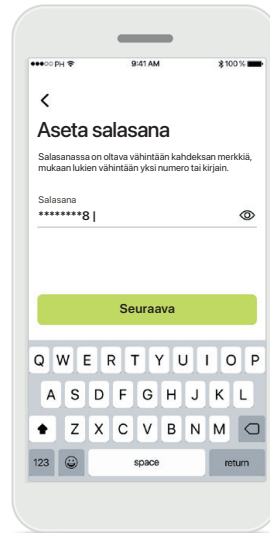 PH 9:41 AM 100 %
Aseta salasana
Salasanassa on oltava vähintään kahdeksan merkkiä,
mukaan lukien vähintään yksi numero tai kirjain.
Salasana
********8 |
Seuraava
Q W E R T Y U I O P
A S D F G H J K L
Z X C V B N M
123 space return